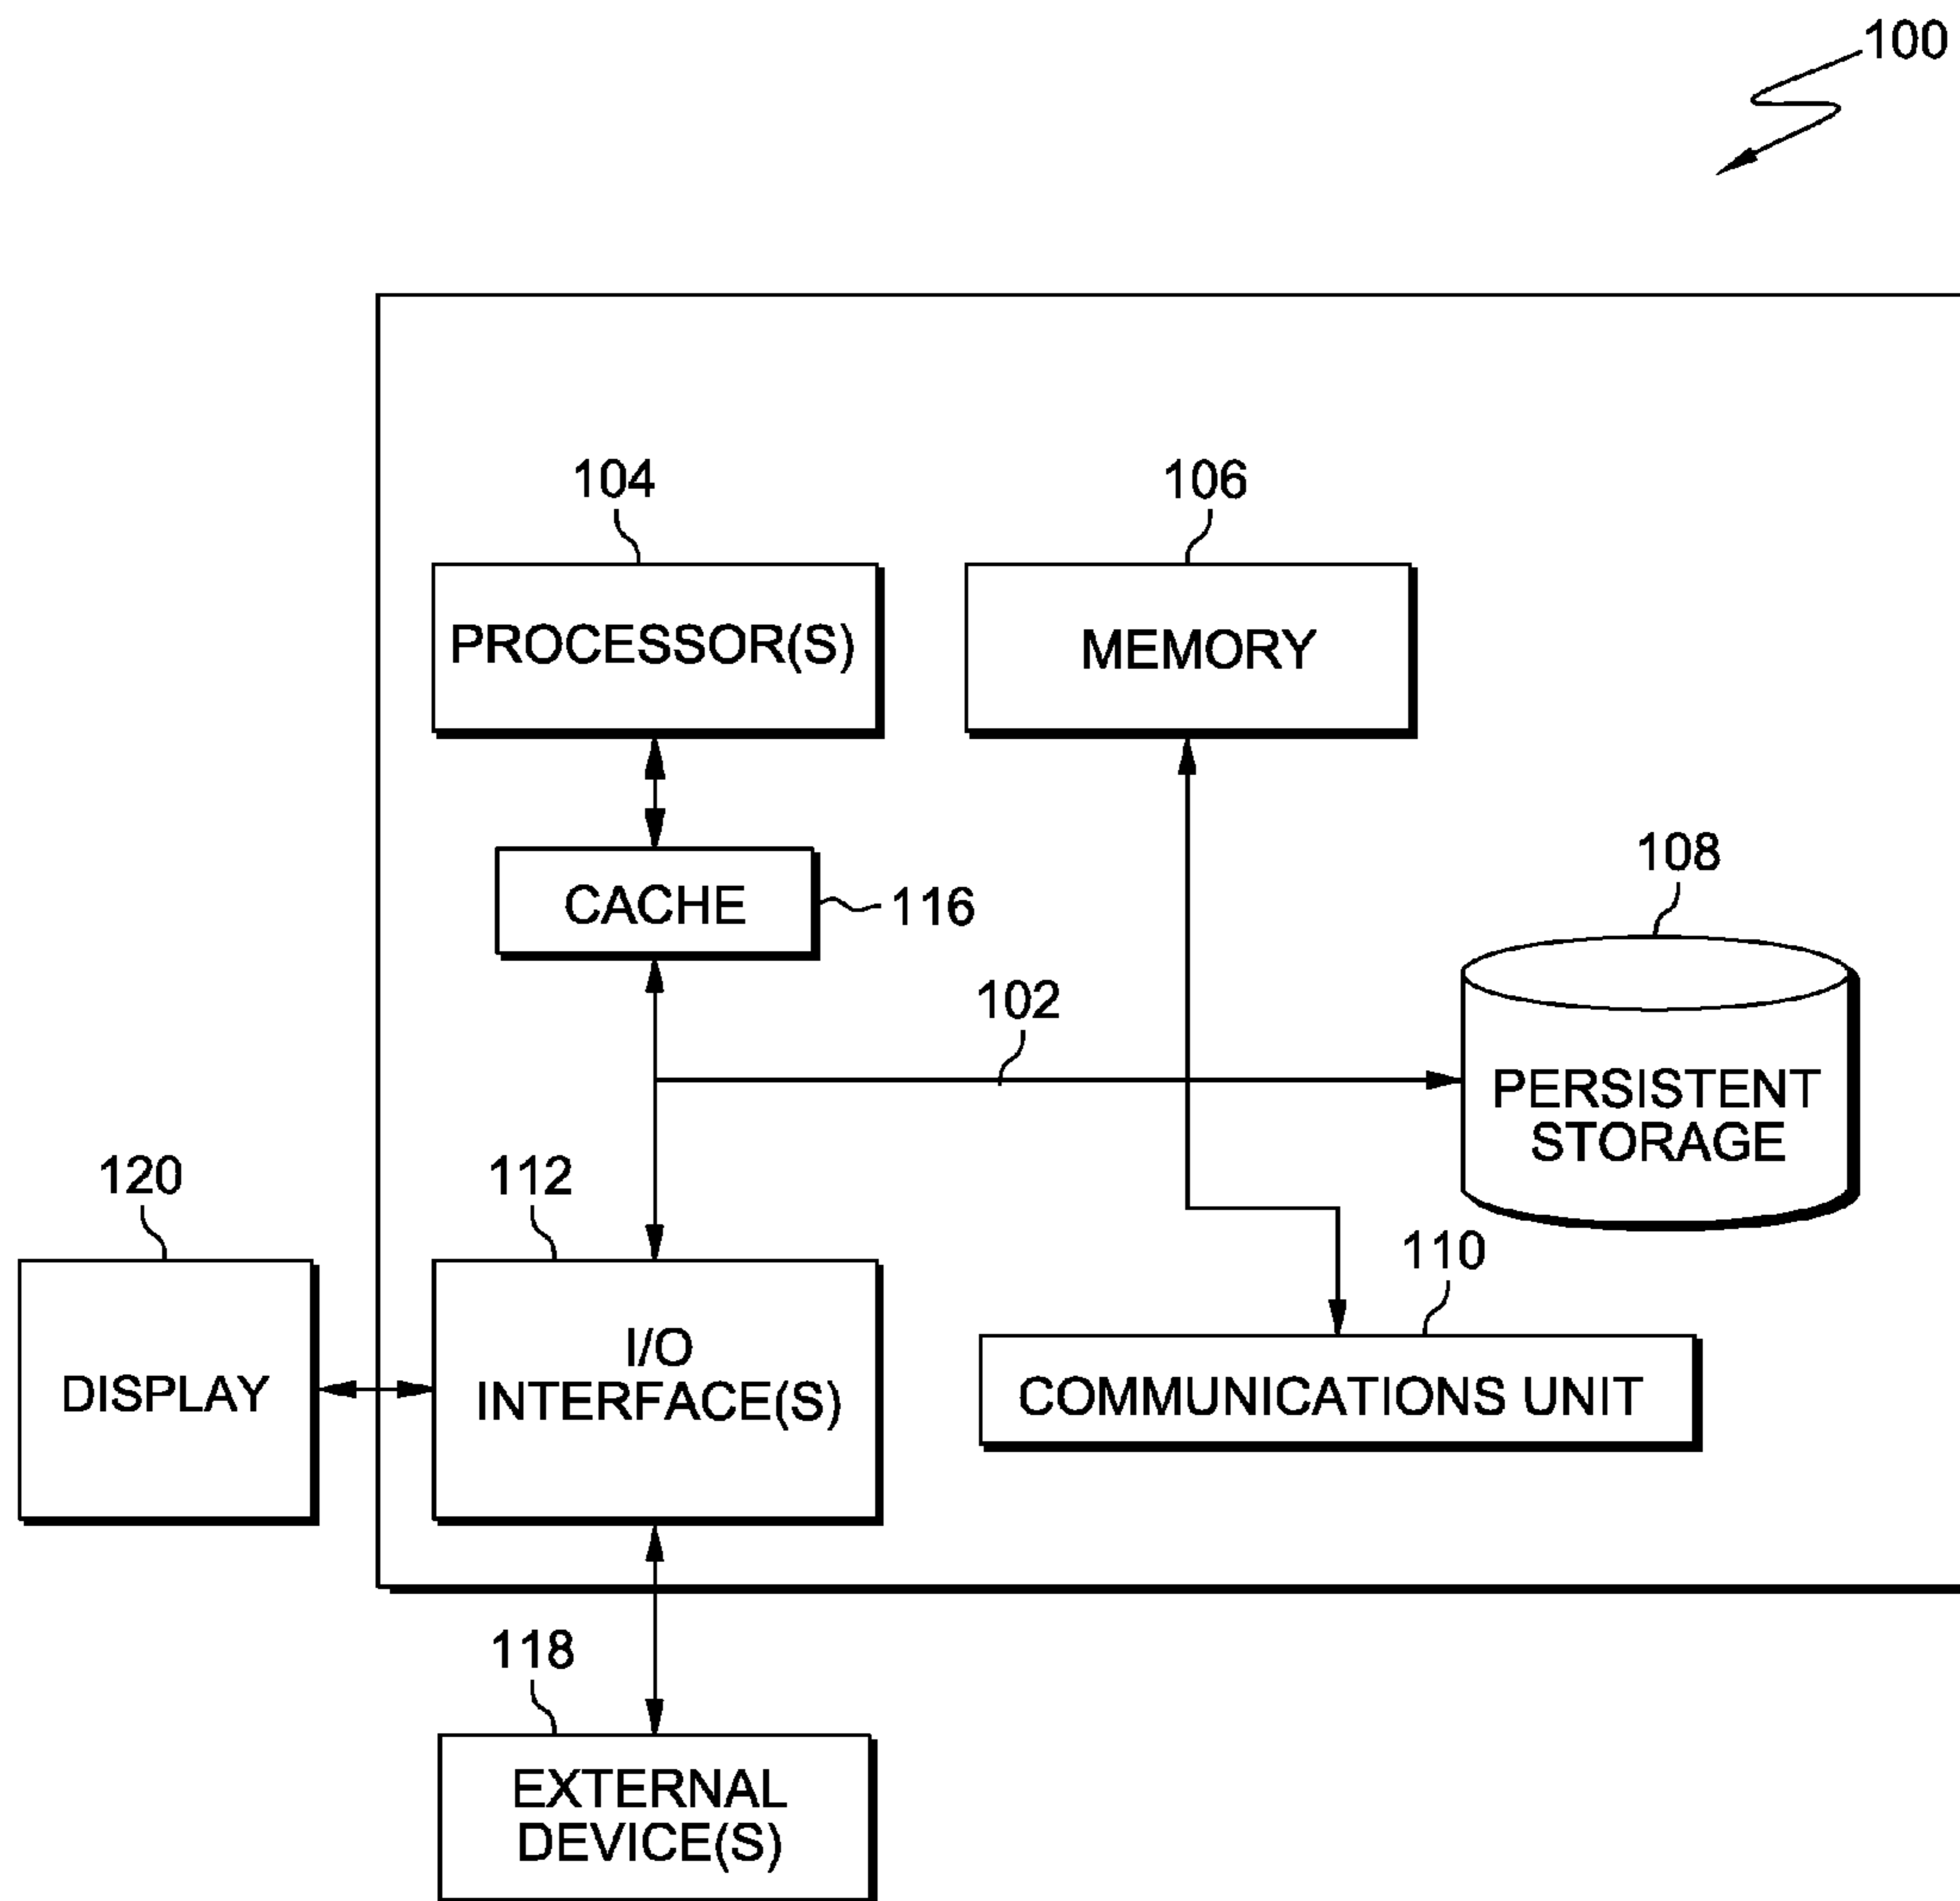 100
104
106
PROCESSOR(S)
MEMORY
108
CACHE
116
102
PERSISTENT
STORAGE
120
112
110
DISPLAY
I/O
INTERFACE(S)
COMMUNICATIONS UNIT
118
EXTERNAL
DEVICE(S)